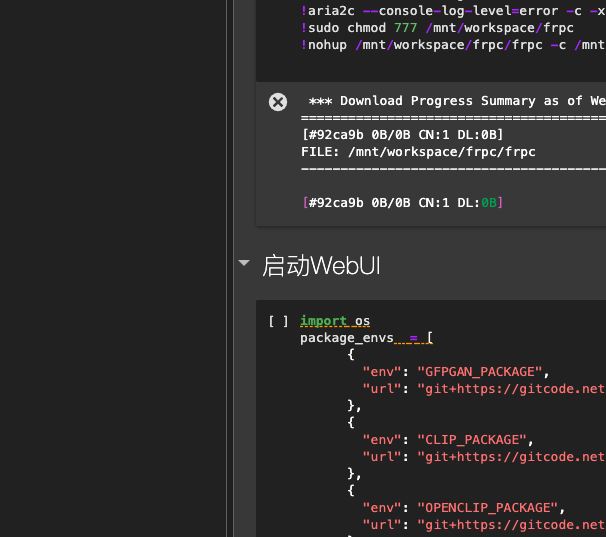 !aria2c --console-log-level=error -c -x
!sudo chmod 777 /mnt/workspace/frpc
!nohup /mnt/workspace/frpc/frpc -c /mnt
*** Download Progress Summary as of We
=======================================
[#92ca9b 0B/0B CN:1 DL:0B]
FILE: /mnt/workspace/frpc/frpc
---------------------------------------
[#92ca9b 0B/0B CN:1 DL:0B]
启动WebUI
[ ] import os
package_envs = [
{
"env": "GFPGAN_PACKAGE",
"url": "git+https://gitcode.net
},
{
"env": "CLIP_PACKAGE",
"url": "git+https://gitcode.net
},
{
"env": "OPENCLIP_PACKAGE",
"url": "git+https://gitcode.net